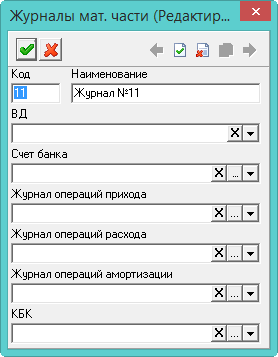 Журналы мат. части (Редактир...
Код Наименование
11 Журнал №11
ВД
X
Счет банка
X ...
Журнал операций прихода
X ...
Журнал операций расхода
X ...
Журнал операций амортизации
X ...
КБК
X ...